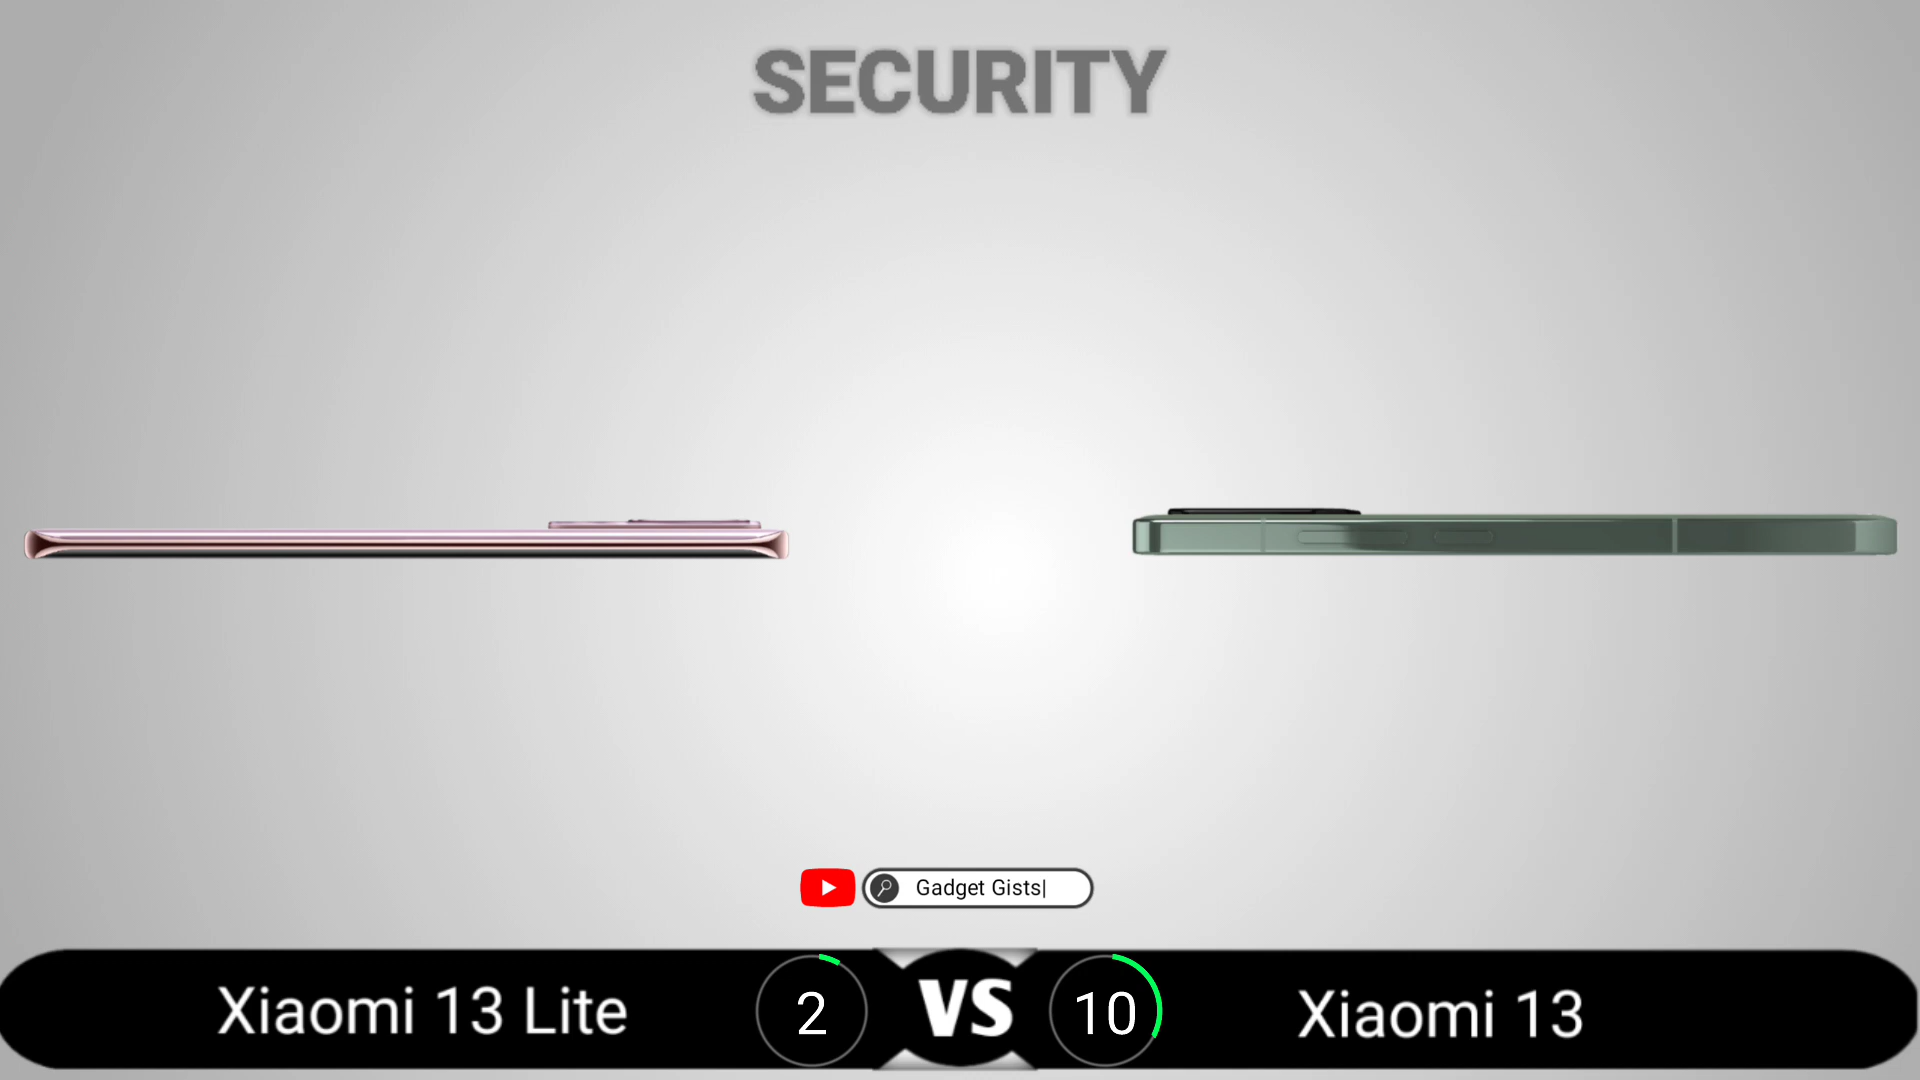 SECURITY
Gadget Gists|
Xiaomi 13 Lite
2
VS
10
Xiaomi 13